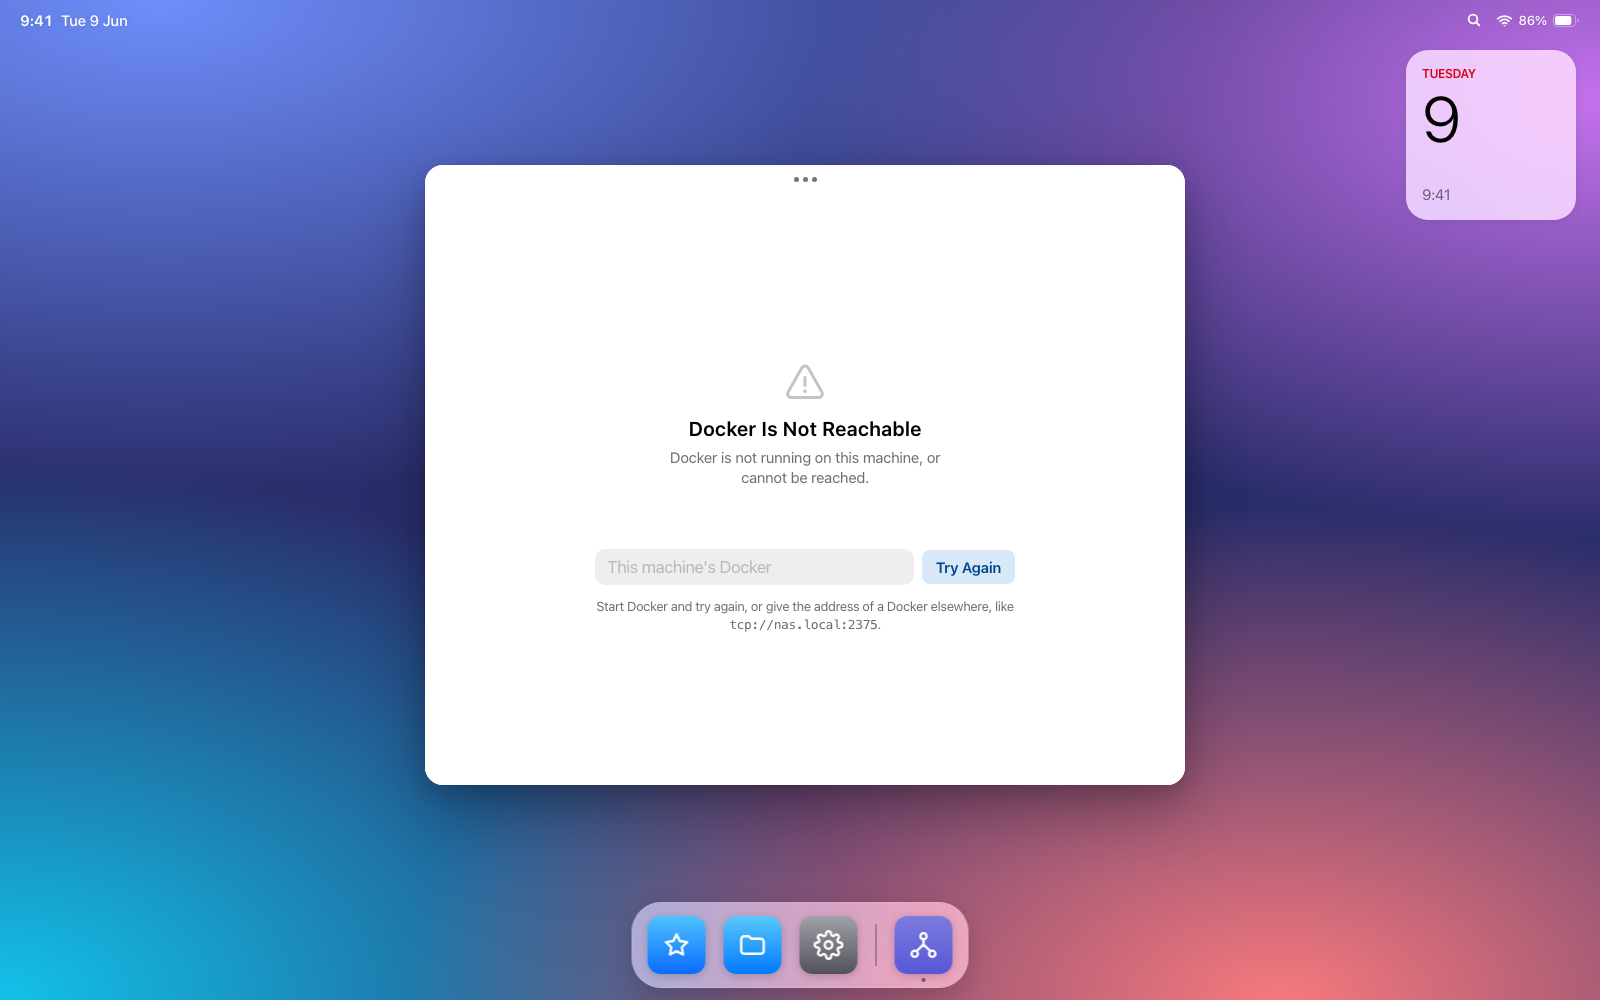 9:41 Tue 9 Jun
86%
TUESDAY
9
9:41
Docker Is Not Reachable
Docker is not running on this machine, or
cannot be reached.
This machine's Docker
Try Again
Start Docker and try again, or give the address of a Docker elsewhere, like
tcp://nas.local:2375.